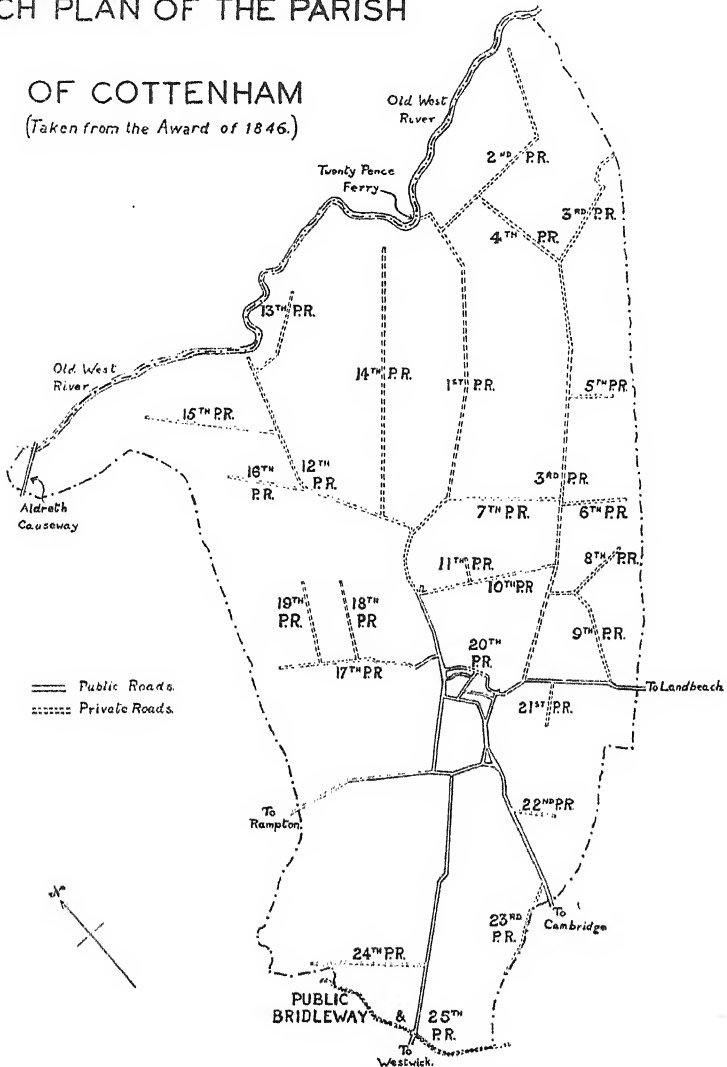 CH PLAN OF THE PARISH
OF COTTENHAM
(Taken from the Award of 1846.)
Old West
River
Twenty Pence
Ferry
2ND P.R.
3RD P.R.
4TH P.R.
13TH P.R.
14TH P.R.
1ST P.R.
Old West
River
5TH P.R.
15TH P.R.
16TH
P.R.
12TH
P.R.
3RD P.R.
7TH P.R.
6TH P.R.
Aldreth
Causeway
11TH P.R.
10TH P.R
8TH P.R.
19TH
P.R.
18TH
P.R
9TH P.R.
20TH
P.R.
17TH P.R
Public Roads.
Private Roads.
To Landbeach
21ST P.R.
To
Rampton.
22ND P.R
N
To
Cambridge
23RD
P.R.
24TH P.R.
PUBLIC
BRIDLEWAY & 25TH
P.R.
To
Westwick.